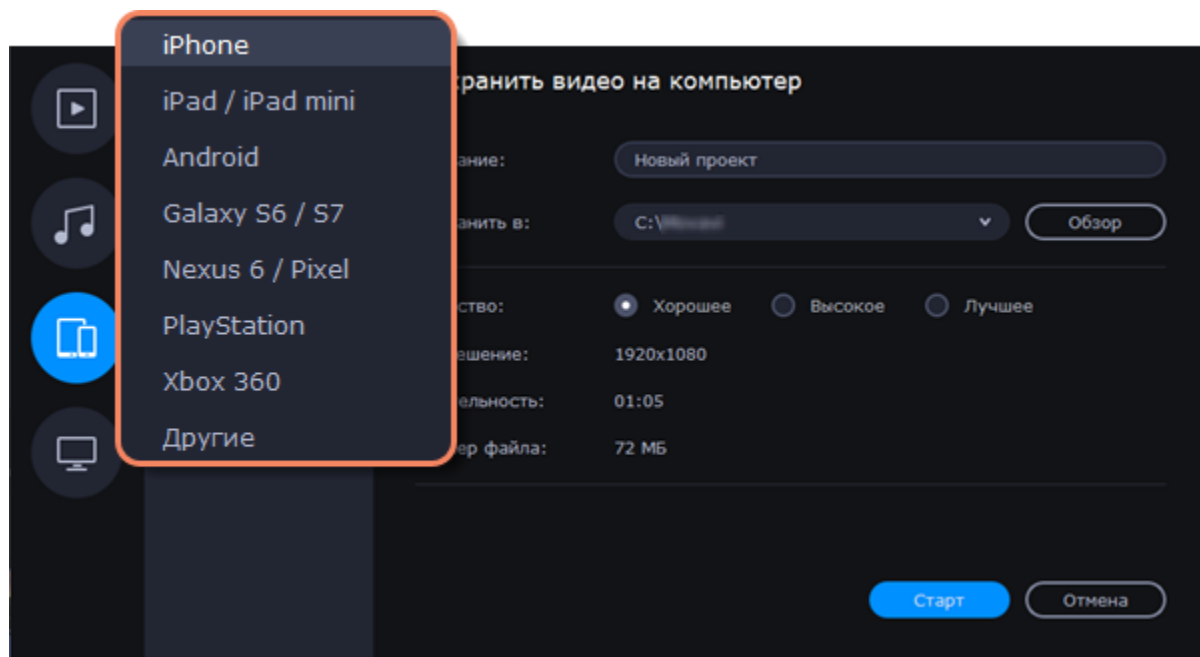 iPhone
iPad / iPad mini
Android
Galaxy S6 / S7
Nexus 6 / Pixel
PlayStation
Xbox 360
Другие
хранить видео на компьютер
ание: Новый проект
анить в: C:\ Обзор
ство: Хорошее Высокое Лучшее
ешение: 1920x1080
ельность: 01:05
ер файла: 72 МБ
Старт Отмена